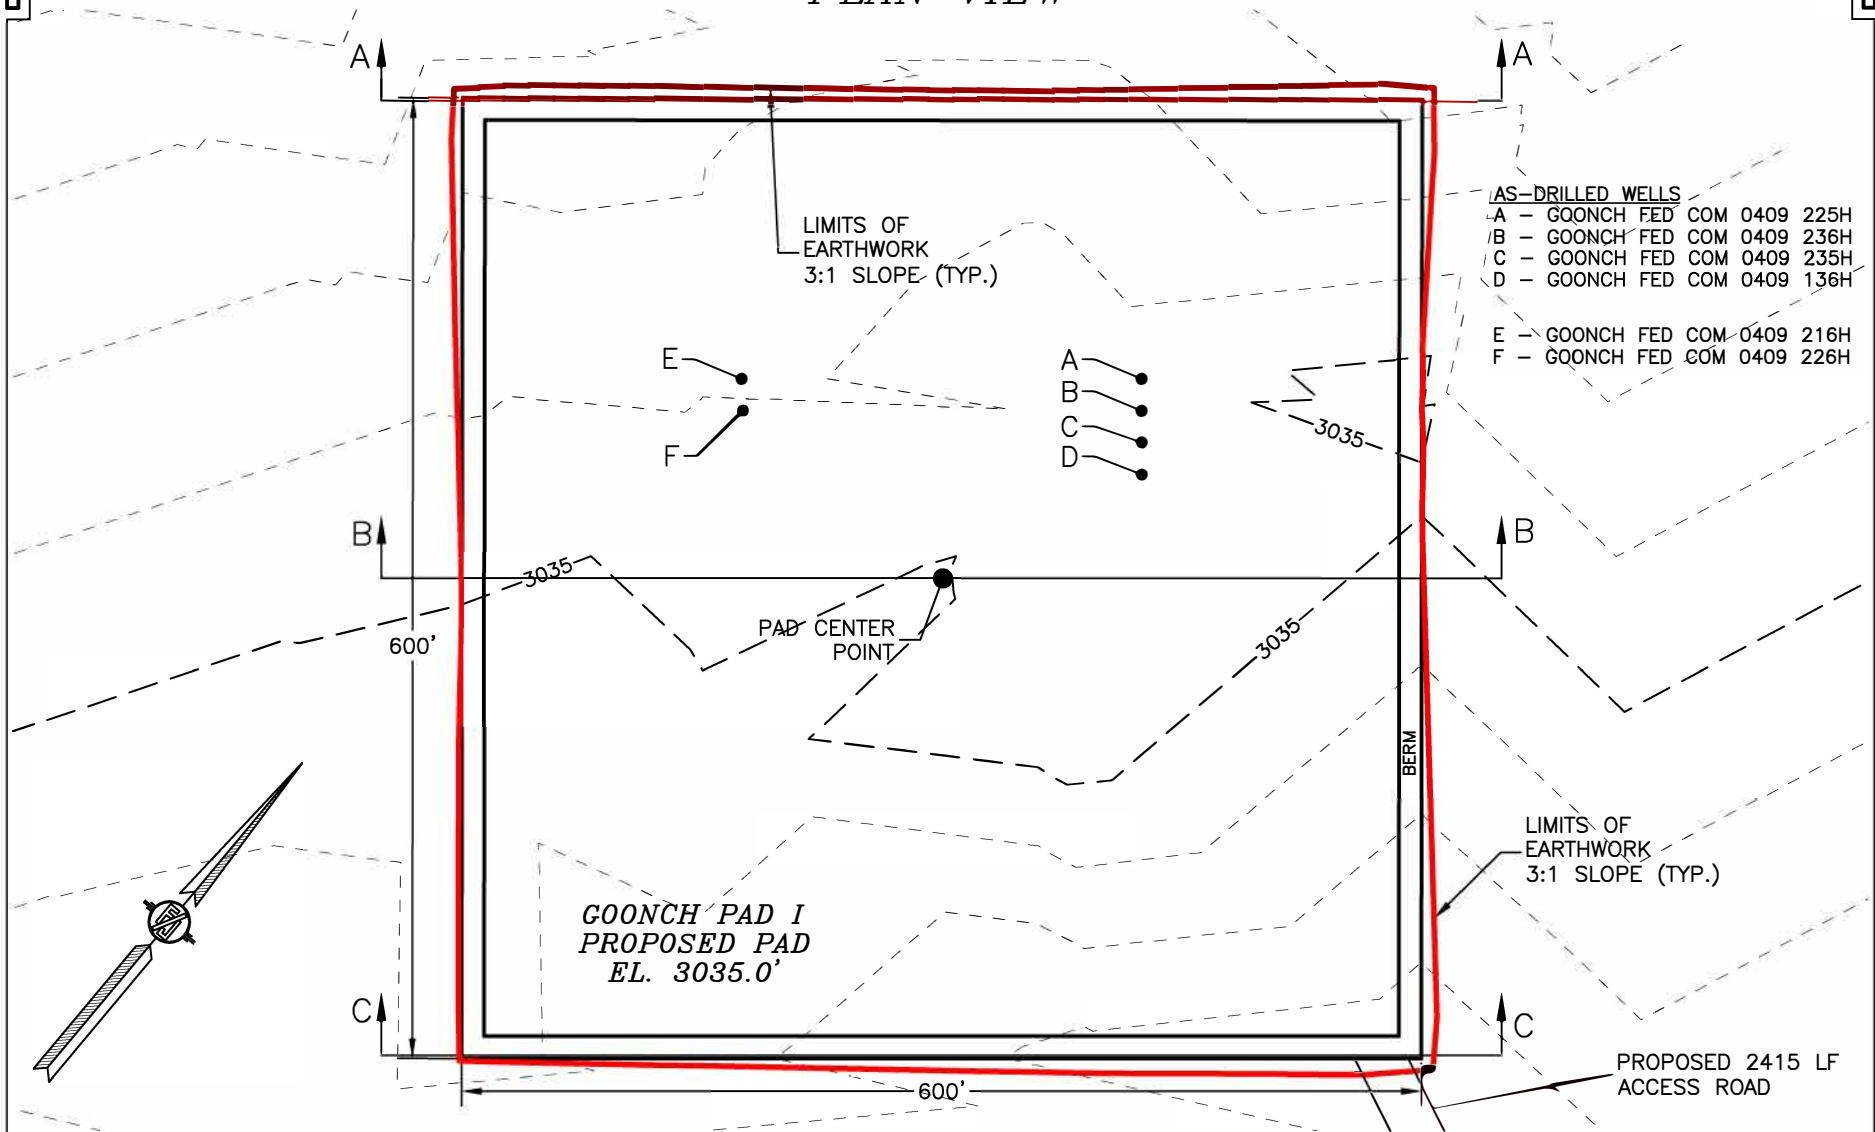 PLAN VIEW
A
A
AS-DRILLED WELLS
A - GOONCH FED COM 0409 225H
B - GOONCH FED COM 0409 236H
C - GOONCH FED COM 0409 235H
D - GOONCH FED COM 0409 136H
E - GOONCH FED COM 0409 216H
F - GOONCH FED COM 0409 226H
LIMITS OF
EARTHWORK
3:1 SLOPE (TYP.)
E
F
A
B
C
D
3035
B
B
3035
600'
PAD CENTER
POINT
3035
BERM
LIMITS OF
EARTHWORK
3:1 SLOPE (TYP.)
GOONCH PAD I
PROPOSED PAD
EL. 3035.0'
C
C
600'
PROPOSED 2415 LF
ACCESS ROAD